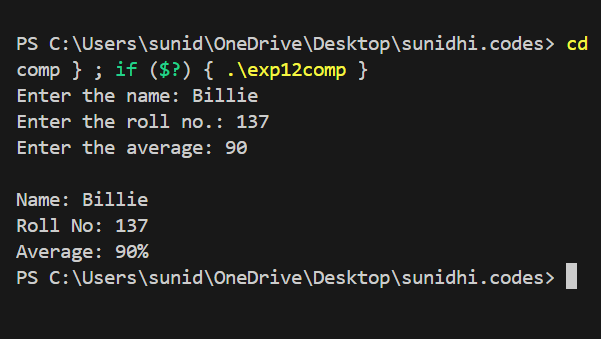 PS C:\Users\sunid\OneDrive\Desktop\sunidhi.codes> cd
comp } ; if ($?) { .\exp12comp }
Enter the name: Billie
Enter the roll no.: 137
Enter the average: 90
Name: Billie
Roll No: 137
Average: 90%
PS C:\Users\sunid\OneDrive\Desktop\sunidhi.codes>